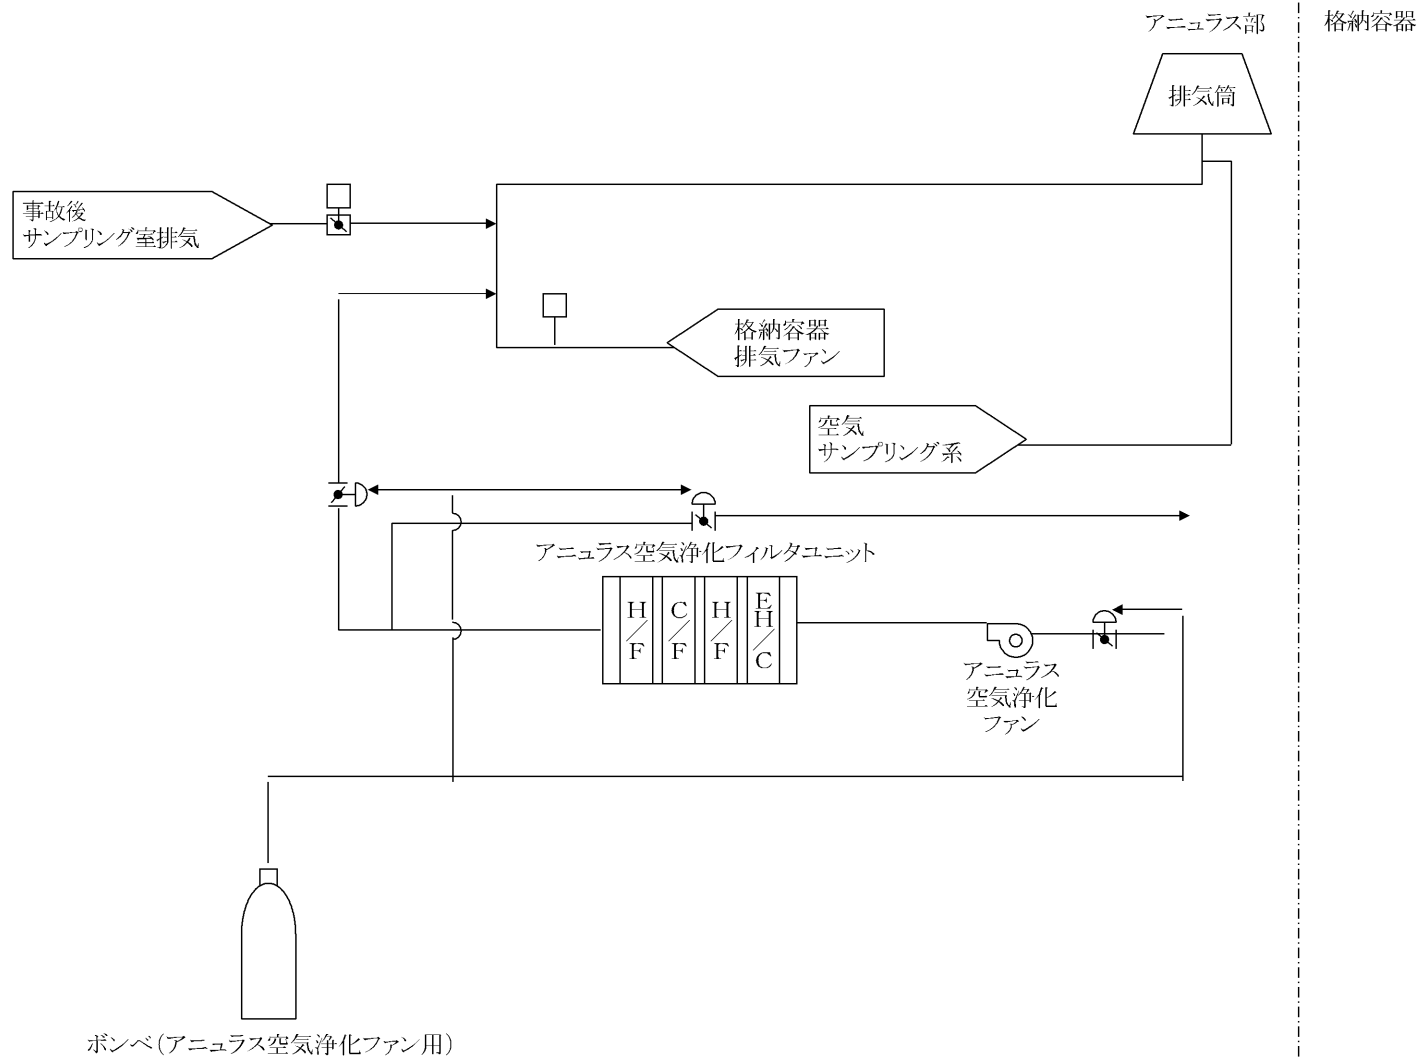 アニュラス部
格納容器
排気筒
事故後
サンプリング室排気
格納容器
排気ファン
空気
サンプリング系
アニュラス空気浄化フィルタユニット
H/F
C/F
H/F
EH/C
アニュラス
空気浄化
ファン
ボンベ(アニュラス空気浄化ファン用)